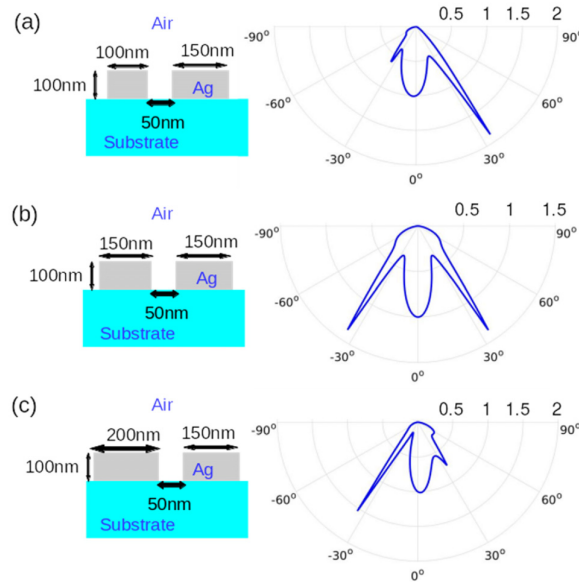 (a)
Air
100nm
150nm
100nm
Ag
50nm
Substrate
0.5 1 1.5 2
-90° 90°
-60° 60°
-30° 30°
0°
(b)
Air
150nm
150nm
100nm
Ag
50nm
Substrate
0.5 1 1.5
-90° 90°
-60° 60°
-30° 30°
0°
(c)
Air
200nm
150nm
100nm
Ag
50nm
Substrate
0.5 1 1.5 2
-90° 90°
-60° 60°
-30° 30°
0°